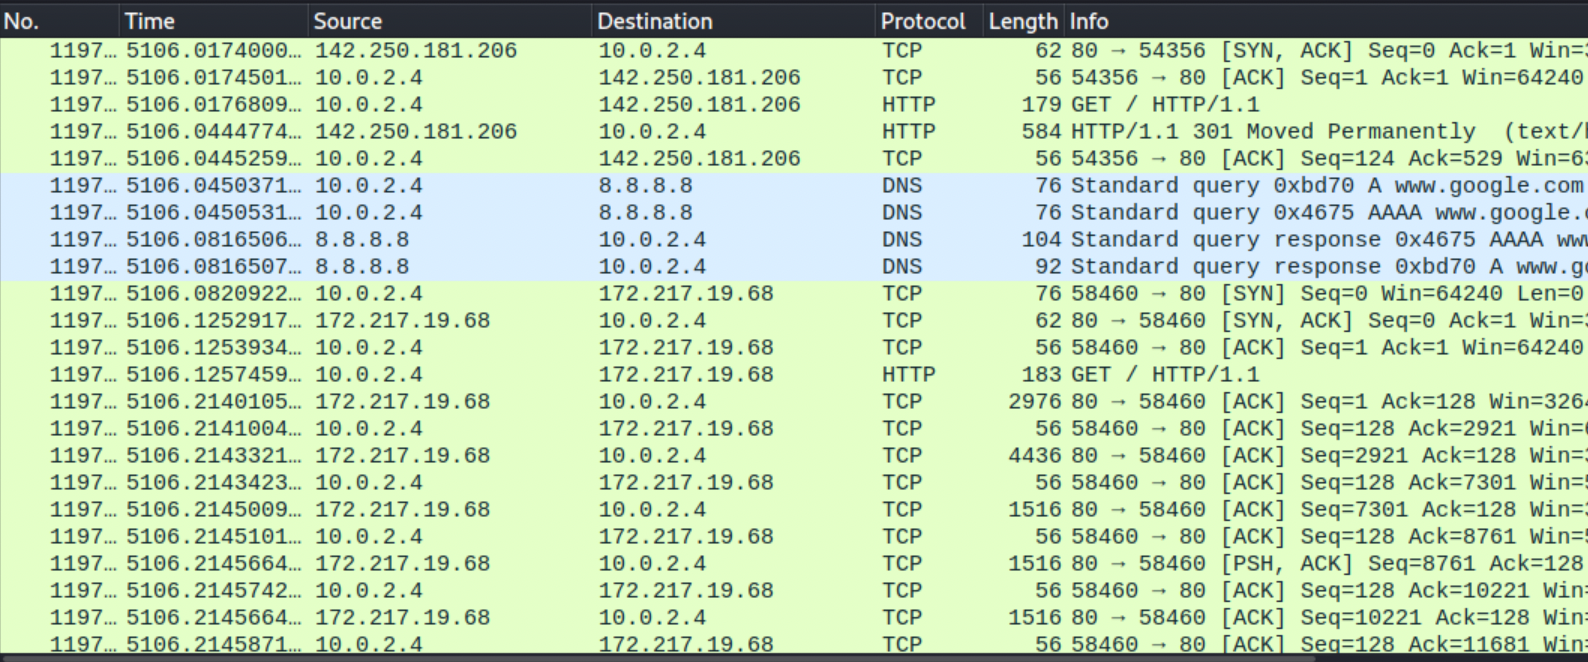 No. Time Source Destination Protocol Length Info
1197… 5106.0174000… 142.250.181.206 10.0.2.4 TCP 62 80 → 54356 [SYN, ACK] Seq=0 Ack=1 Win=3
1197… 5106.0174501… 10.0.2.4 142.250.181.206 TCP 56 54356 → 80 [ACK] Seq=1 Ack=1 Win=64240
1197… 5106.0176809… 10.0.2.4 142.250.181.206 HTTP 179 GET / HTTP/1.1
1197… 5106.0444774… 142.250.181.206 10.0.2.4 HTTP 584 HTTP/1.1 301 Moved Permanently (text/h
1197… 5106.0445259… 10.0.2.4 142.250.181.206 TCP 56 54356 → 80 [ACK] Seq=124 Ack=529 Win=63
1197… 5106.0450371… 10.0.2.4 8.8.8.8 DNS 76 Standard query 0xbd70 A www.google.com
1197… 5106.0450531… 10.0.2.4 8.8.8.8 DNS 76 Standard query 0x4675 AAAA www.google.c
1197… 5106.0816506… 8.8.8.8 10.0.2.4 DNS 104 Standard query response 0x4675 AAAA www
1197… 5106.0816507… 8.8.8.8 10.0.2.4 DNS 92 Standard query response 0xbd70 A www.go
1197… 5106.0820922… 10.0.2.4 172.217.19.68 TCP 76 58460 → 80 [SYN] Seq=0 Win=64240 Len=0
1197… 5106.1252917… 172.217.19.68 10.0.2.4 TCP 62 80 → 58460 [SYN, ACK] Seq=0 Ack=1 Win=3
1197… 5106.1253934… 10.0.2.4 172.217.19.68 TCP 56 58460 → 80 [ACK] Seq=1 Ack=1 Win=64240
1197… 5106.1257459… 10.0.2.4 172.217.19.68 HTTP 183 GET / HTTP/1.1
1197… 5106.2140105… 172.217.19.68 10.0.2.4 TCP 2976 80 → 58460 [ACK] Seq=1 Ack=128 Win=3264
1197… 5106.2141004… 10.0.2.4 172.217.19.68 TCP 56 58460 → 80 [ACK] Seq=128 Ack=2921 Win=6
1197… 5106.2143321… 172.217.19.68 10.0.2.4 TCP 4436 80 → 58460 [ACK] Seq=2921 Ack=128 Win=3
1197… 5106.2143423… 10.0.2.4 172.217.19.68 TCP 56 58460 → 80 [ACK] Seq=128 Ack=7301 Win=5
1197… 5106.2145009… 172.217.19.68 10.0.2.4 TCP 1516 80 → 58460 [ACK] Seq=7301 Ack=128 Win=3
1197… 5106.2145101… 10.0.2.4 172.217.19.68 TCP 56 58460 → 80 [ACK] Seq=128 Ack=8761 Win=5
1197… 5106.2145664… 172.217.19.68 10.0.2.4 TCP 1516 80 → 58460 [PSH, ACK] Seq=8761 Ack=128
1197… 5106.2145742… 10.0.2.4 172.217.19.68 TCP 56 58460 → 80 [ACK] Seq=128 Ack=10221 Win=
1197… 5106.2145664… 172.217.19.68 10.0.2.4 TCP 1516 80 → 58460 [ACK] Seq=10221 Ack=128 Win=
1197… 5106.2145871… 10.0.2.4 172.217.19.68 TCP 56 58460 → 80 [ACK] Seq=128 Ack=11681 Win=